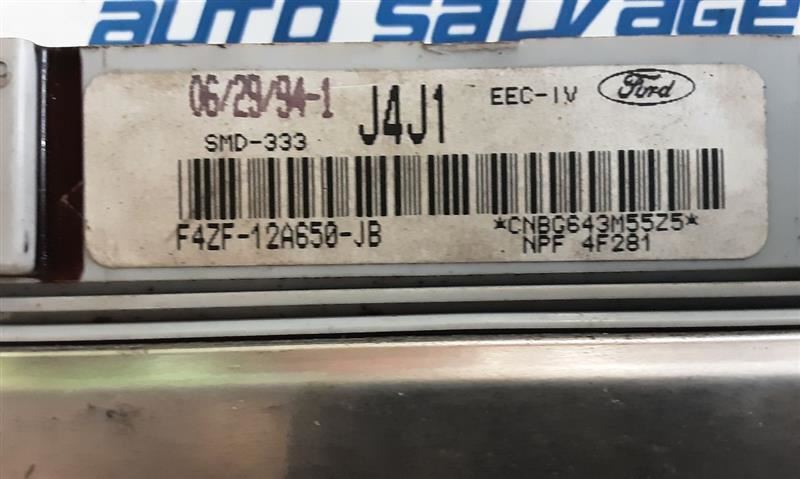 AUTO SALVAGE
06/29/94-1 J4J1 EEC-IV Ford
SMD-333
F4ZF-12A650-JB *CNBG643M55Z5*
NPF 4F281